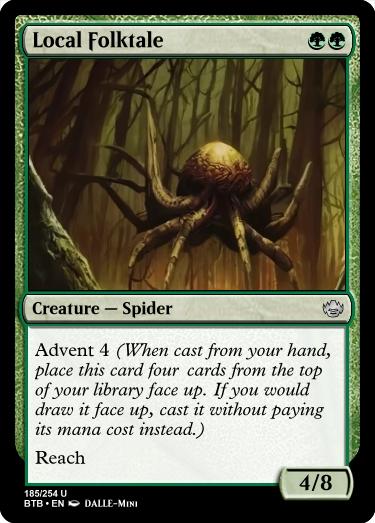 Local Folktale
Creature — Spider
Advent 4 (When cast from your hand,
place this card four cards from the top
of your library face up. If you would
draw it face up, cast it without paying
its mana cost instead.)
Reach
4/8
185/254 U
BTB • EN DALLE-Mini